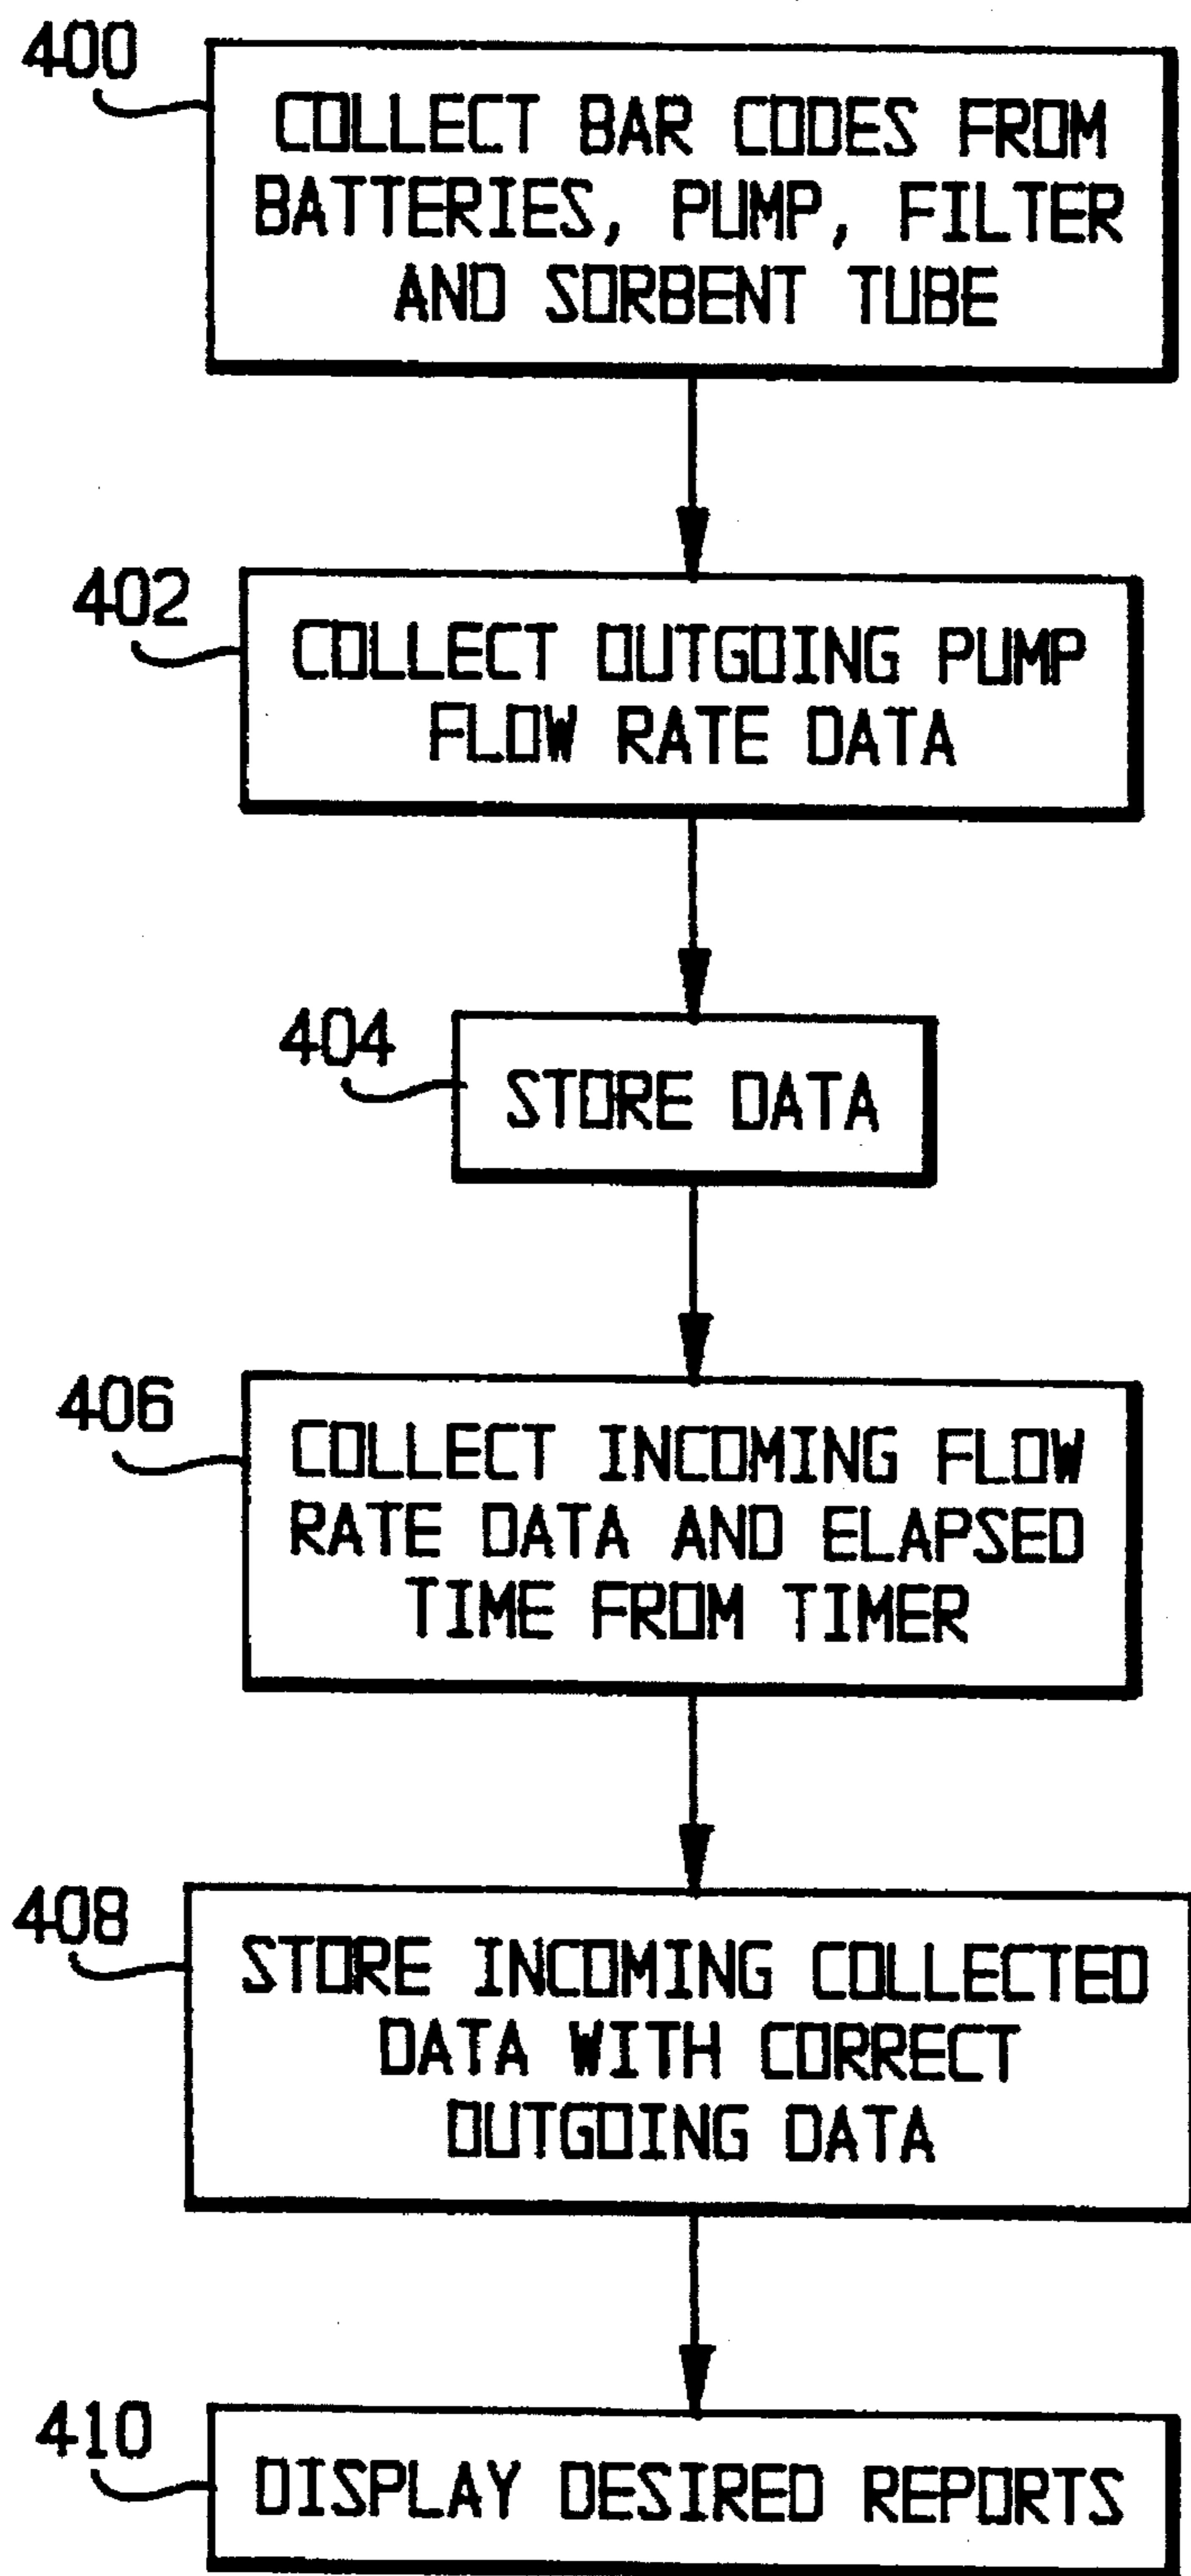 400
COLLECT BAR CODES FROM
BATTERIES, PUMP, FILTER
AND SORBENT TUBE
402
COLLECT OUTGOING PUMP
FLOW RATE DATA
404
STORE DATA
406
COLLECT INCOMING FLOW
RATE DATA AND ELAPSED
TIME FROM TIMER
408
STORE INCOMING COLLECTED
DATA WITH CORRECT
OUTGOING DATA
410
DISPLAY DESIRED REPORTS